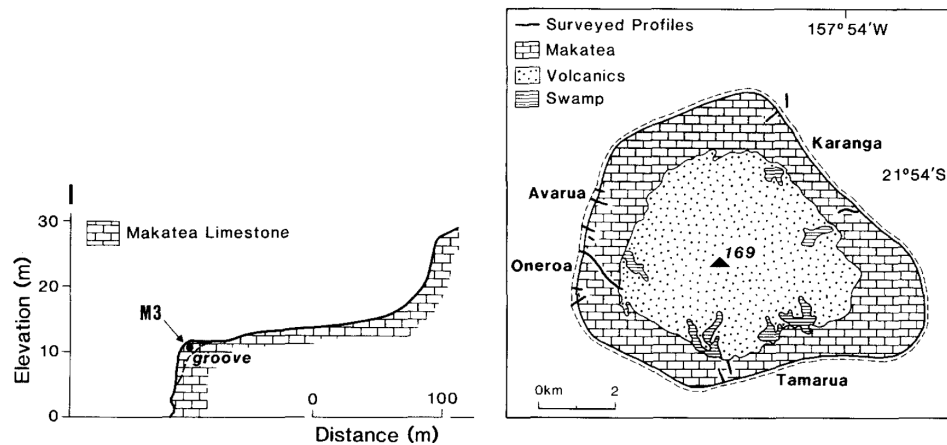 I
30
Makatea Limestone
Elevation (m)
20
M3
10
groove
0
0
100
Distance (m)
Surveyed Profiles
Makatea
Volcanics
Swamp
157° 54′W
I
Karanga
21°54′S
Avarua
Oneroa
169
Tamarua
0km 2